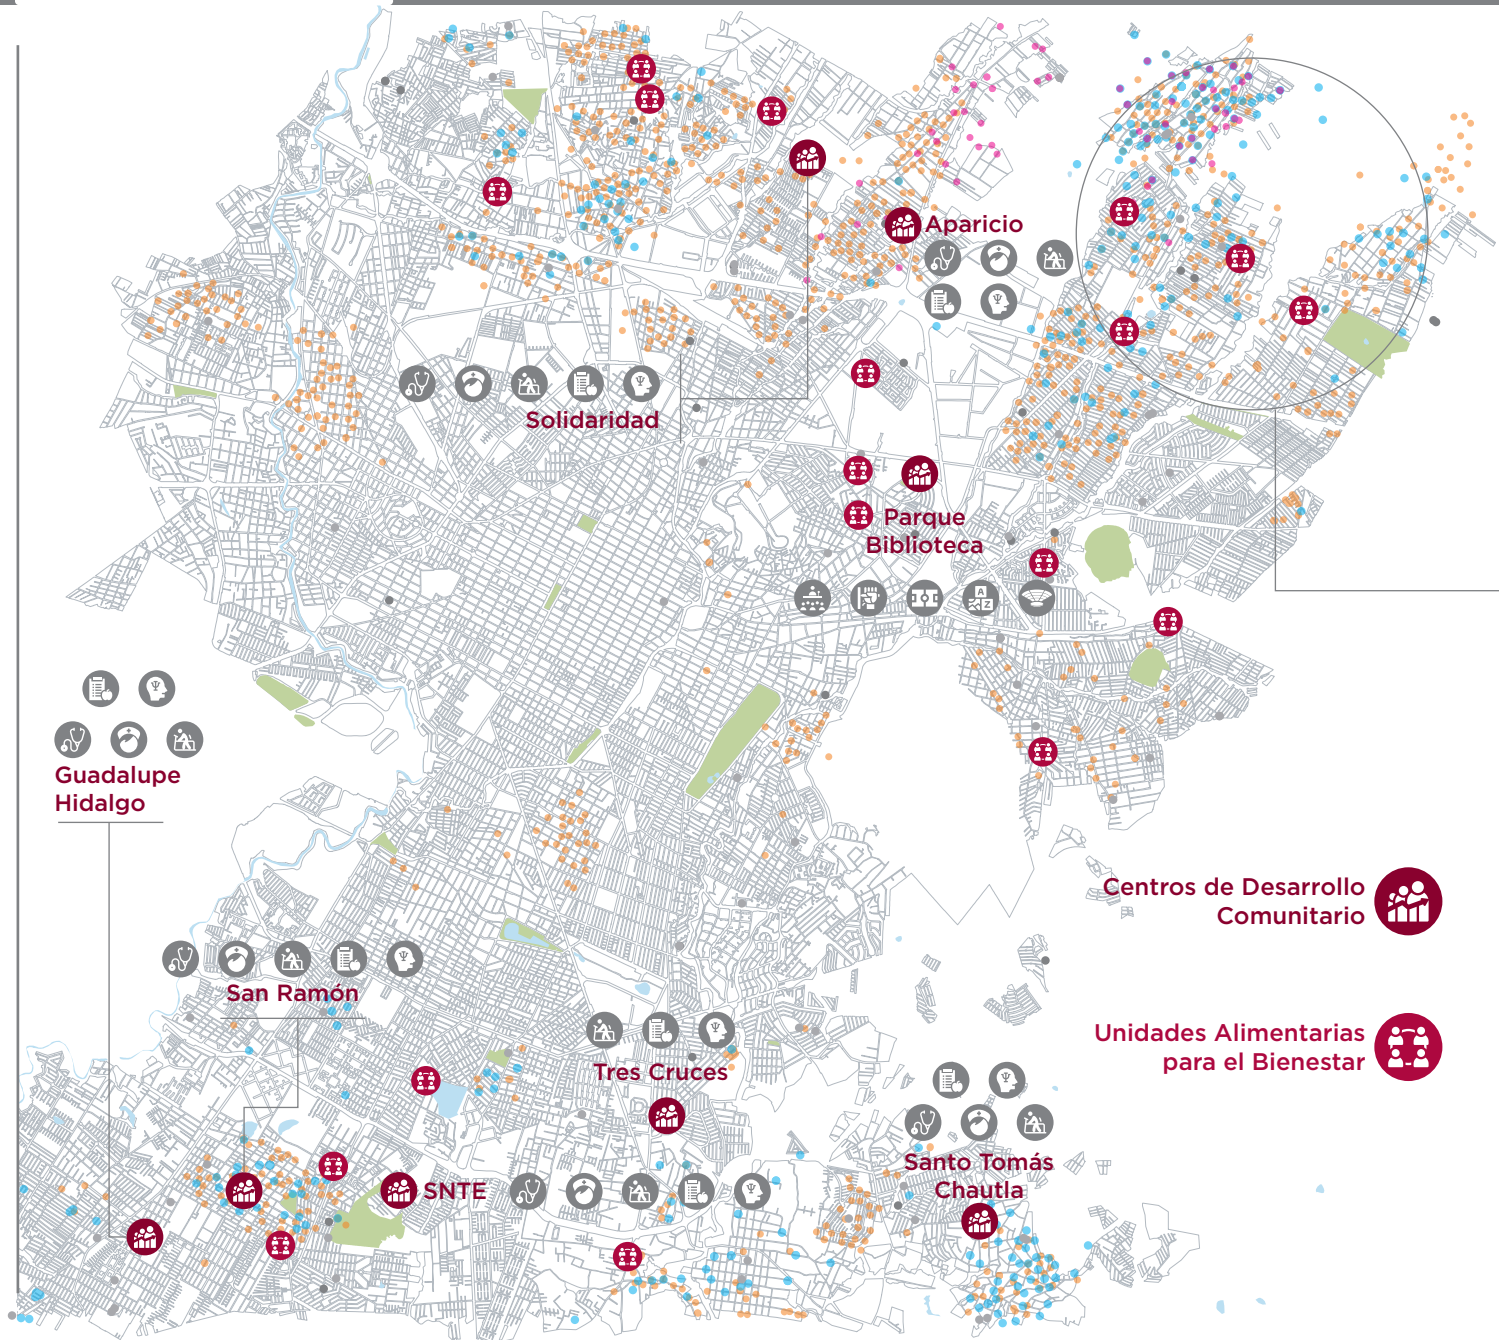 Aparicio
Solidaridad
Parque
Biblioteca
Guadalupe
Hidalgo
Centros de Desarrollo
Comunitario
San Ramón
Unidades Alimentarias
para el Bienestar
Tres Cruces
Santo Tomás
Chautla
SNTE